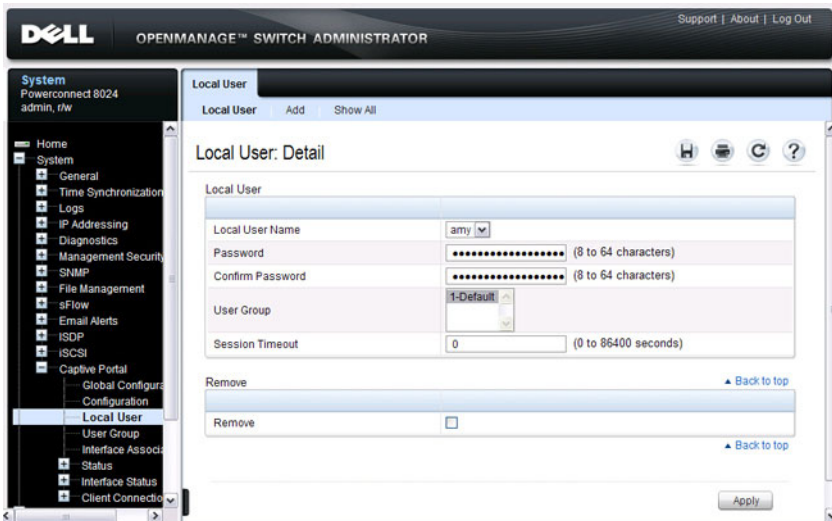 Support | About | Log Out
DELL OPENMANAGE™ SWITCH ADMINISTRATOR
System
Powerconnect 8024
admin, r/w
Home
System
General
Time Synchronization
Logs
IP Addressing
Diagnostics
Management Security
SNMP
File Management
sFlow
Email Alerts
ISDP
iSCSI
Captive Portal
Global Configura
Configuration
Local User
User Group
Interface Associa
Status
Interface Status
Client Connectio
Local User
Local User Add Show All
Local User: Detail
Local User
Local User Name amy
Password •••••••••••••••••• (8 to 64 characters)
Confirm Password •••••••••••••••••• (8 to 64 characters)
User Group 1-Default
Session Timeout 0 (0 to 86400 seconds)
Remove Back to top
Remove
Back to top
Apply